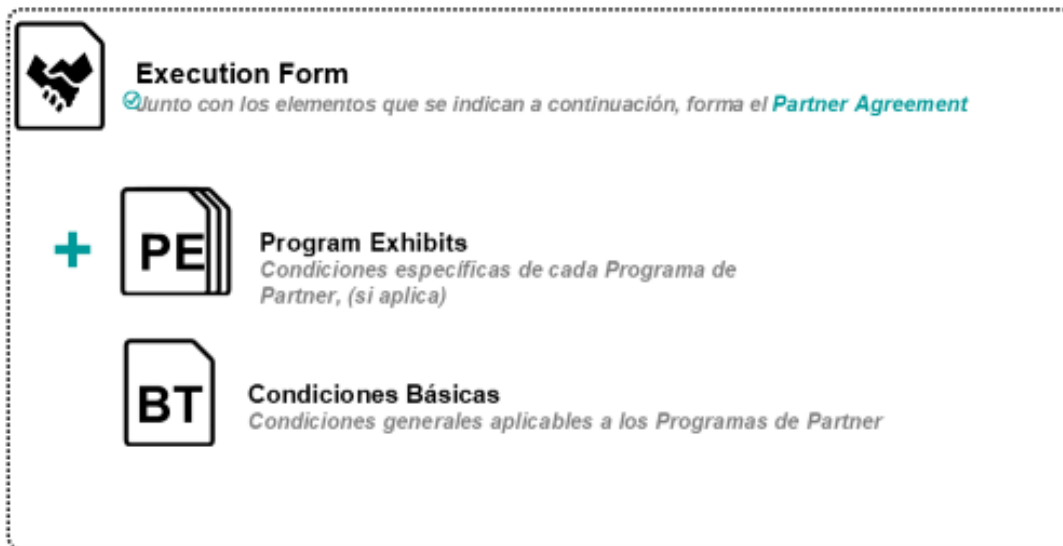 Execution Form
Junto con los elementos que se indican a continuación, forma el Partner Agreement
+
PE
Program Exhibits
Condiciones específicas de cada Programa de
Partner, (si aplica)
BT
Condiciones Básicas
Condiciones generales aplicables a los Programas de Partner